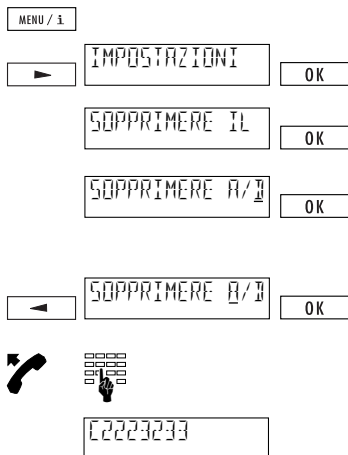 MENU / i
IMPOSTAZIONI
OK
SOPPRIMERE IL
OK
SOPPRIMERE A/D
OK
SOPPRIMERE A/D
OK
C2223233